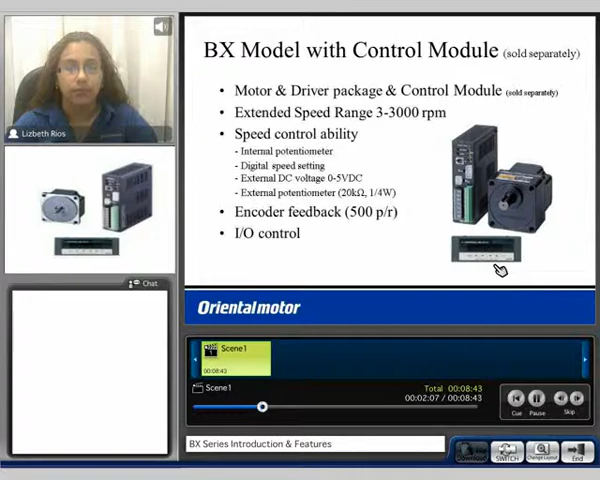 Lizbeth Rios
Chat
BX Model with Control Module (sold separately)
• Motor & Driver package & Control Module (sold separately)
• Extended Speed Range 3-3000 rpm
• Speed control ability
- Internal potentiometer
- Digital speed setting
- External DC voltage 0-5VDC
- External potentiometer (20kΩ, 1/4W)
• Encoder feedback (500 p/r)
• I/O control
Orientalmotor
1 Scene1
00:08:43
Scene1
Total 00:08:43
00:02:07 / 00:08:43
Cue Pause Skip
BX Series Introduction & Features
Download SWITCH Change Layout End